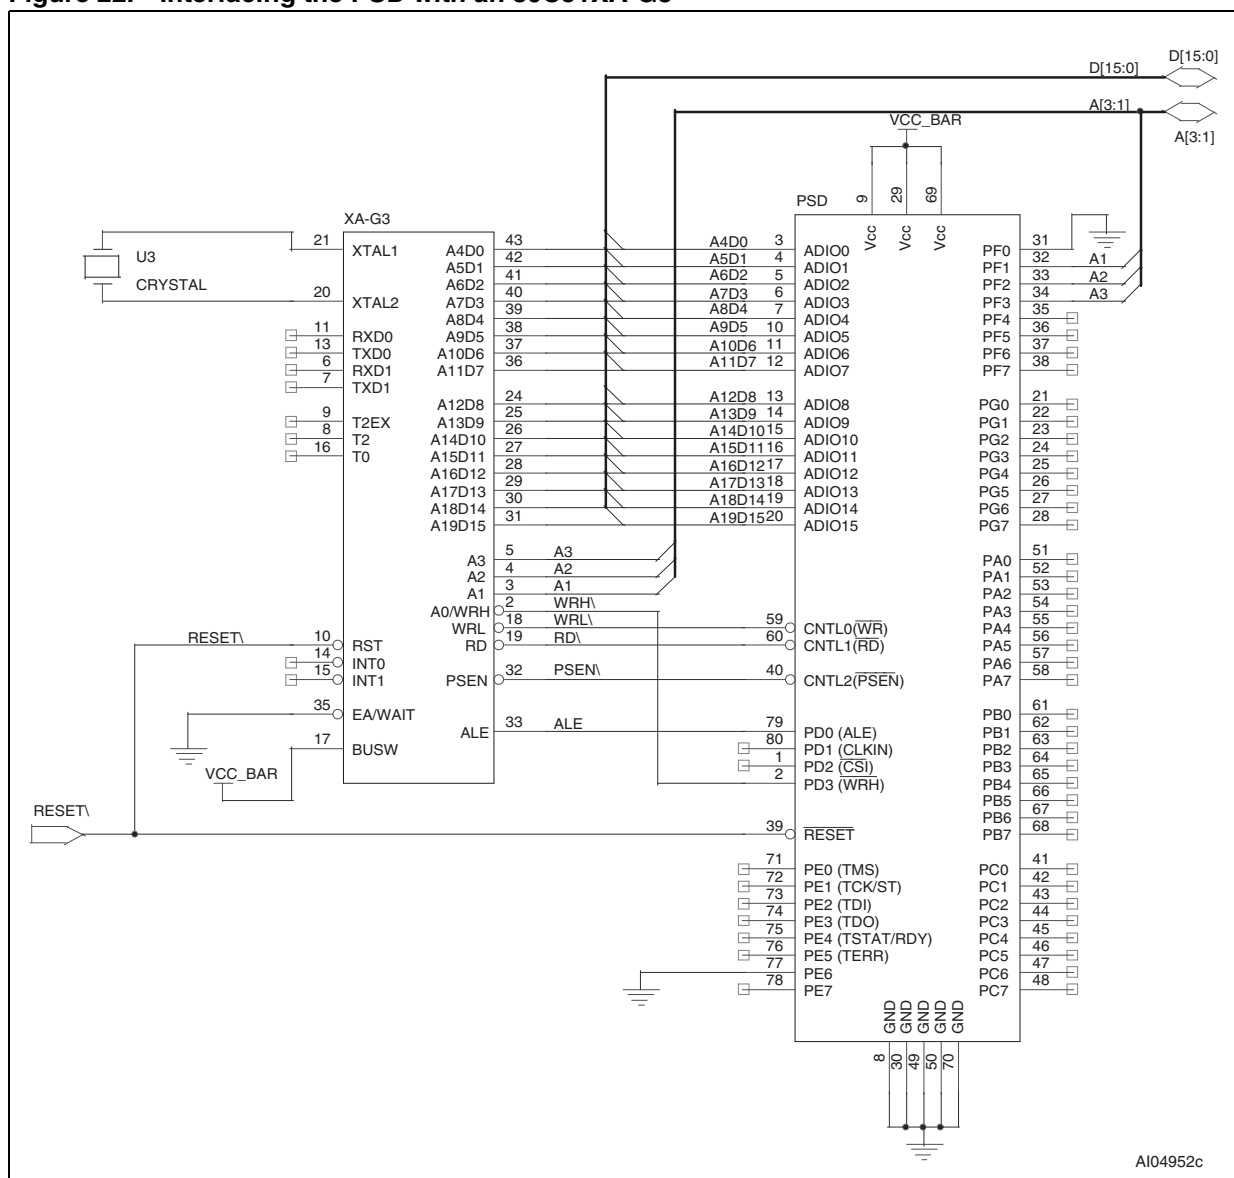 D[15:0]
D[15:0]
A[3:1]
A[3:1]
VCC_BAR
PSD
9
29
69
Vcc
Vcc
Vcc
XA-G3
U3
CRYSTAL
21 XTAL1
20 XTAL2
11 RXD0
13 TXD0
6 RXD1
7 TXD1
9 T2EX
8 T2
16 T0
RESET\ 10 RST
14 INT0
15 INT1
35 EA/WAIT
17 BUSW
VCC_BAR
RESET\
A4D0 43
A5D1 42
A6D2 41
A7D3 40
A8D4 39
A9D5 38
A10D6 37
A11D7 36
A12D8 24
A13D9 25
A14D10 26
A15D11 27
A16D12 28
A17D13 29
A18D14 30
A19D15 31
A3 5 A3
A2 4 A2
A1 3 A1
A0/WRH 2 WRH\
WRL 18 WRL\
RD 19 RD\
PSEN 32 PSEN\
ALE 33 ALE
A4D0 3 ADIO0
A5D1 4 ADIO1
A6D2 5 ADIO2
A7D3 6 ADIO3
A8D4 7 ADIO4
A9D5 10 ADIO5
A10D6 11 ADIO6
A11D7 12 ADIO7
A12D8 13 ADIO8
A13D9 14 ADIO9
A14D10 15 ADIO10
A15D11 16 ADIO11
A16D12 17 ADIO12
A17D13 18 ADIO13
A18D14 19 ADIO14
A19D15 20 ADIO15
59 CNTL0(WR)
60 CNTL1(RD)
40 CNTL2(PSEN)
79 PD0 (ALE)
80 PD1 (CLKIN)
1 PD2 (CSI)
2 PD3 (WRH)
39 RESET
71 PE0 (TMS)
72 PE1 (TCK/ST)
73 PE2 (TDI)
74 PE3 (TDO)
75 PE4 (TSTAT/RDY)
76 PE5 (TERR)
77 PE6
78 PE7
PF0 31
PF1 32 A1
PF2 33 A2
PF3 34 A3
PF4 35
PF5 36
PF6 37
PF7 38
PG0 21
PG1 22
PG2 23
PG3 24
PG4 25
PG5 26
PG6 27
PG7 28
PA0 51
PA1 52
PA2 53
PA3 54
PA4 55
PA5 56
PA6 57
PA7 58
PB0 61
PB1 62
PB2 63
PB3 64
PB4 65
PB5 66
PB6 67
PB7 68
PC0 41
PC1 42
PC2 43
PC3 44
PC4 45
PC5 46
PC6 47
PC7 48
GND
GND
GND
GND
GND
8
30
49
50
70
AI04952c